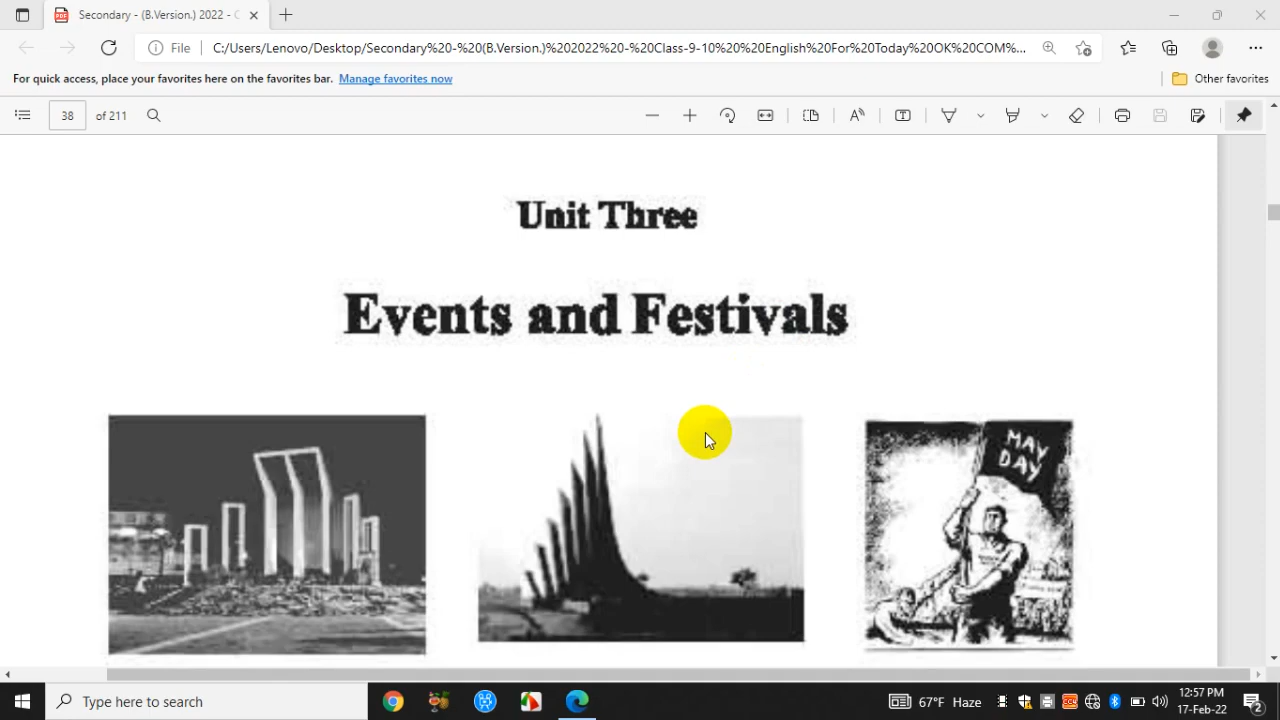 Secondary - (B.Version.) 2022 - C
File C:/Users/Lenovo/Desktop/Secondary%20-%20(B.Version.)%202022%20-%20Class-9-10%20%20English%20For%20Today%20OK%20COM%...
For quick access, place your favorites here on the favorites bar. Manage favorites now Other favorites
38 of 211
Unit Three
Events and Festivals
MAY
DAY
Type here to search
67°F Haze
12:57 PM
17-Feb-22
2